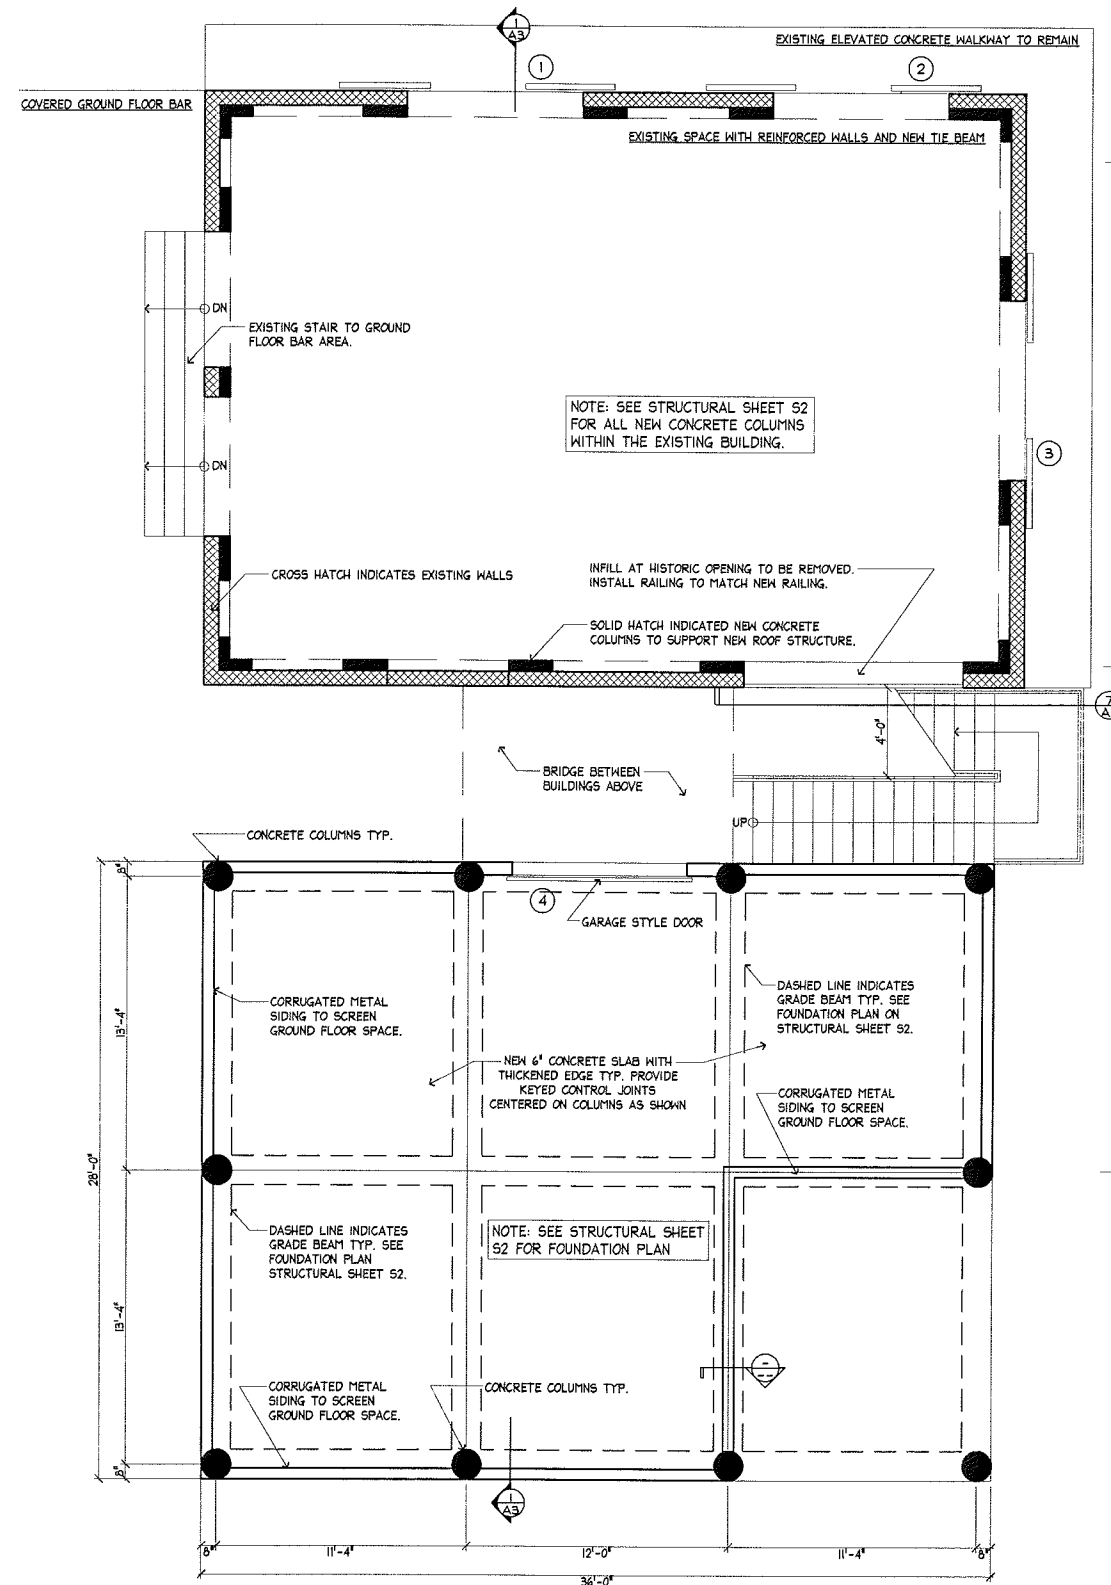 1
A3
EXISTING ELEVATED CONCRETE WALKWAY TO REMAIN
1
2
COVERED GROUND FLOOR BAR
EXISTING SPACE WITH REINFORCED WALLS AND NEW TIE BEAM
DN
EXISTING STAIR TO GROUND
FLOOR BAR AREA.
NOTE: SEE STRUCTURAL SHEET S2
FOR ALL NEW CONCRETE COLUMNS
WITHIN THE EXISTING BUILDING.
3
DN
CROSS HATCH INDICATES EXISTING WALLS
INFILL AT HISTORIC OPENING TO BE REMOVED.
INSTALL RAILING TO MATCH NEW RAILING.
SOLID HATCH INDICATED NEW CONCRETE
COLUMNS TO SUPPORT NEW ROOF STRUCTURE.
7
A
4'-0"
BRIDGE BETWEEN
BUILDINGS ABOVE
UP
CONCRETE COLUMNS TYP.
8"
4
GARAGE STYLE DOOR
CORRUGATED METAL
SIDING TO SCREEN
GROUND FLOOR SPACE.
DASHED LINE INDICATES
GRADE BEAM TYP. SEE
FOUNDATION PLAN ON
STRUCTURAL SHEET S2.
13'-4"
NEW 6" CONCRETE SLAB WITH
THICKENED EDGE TYP. PROVIDE
KEYED CONTROL JOINTS
CENTERED ON COLUMNS AS SHOWN
CORRUGATED METAL
SIDING TO SCREEN
GROUND FLOOR SPACE.
28'-0"
DASHED LINE INDICATES
GRADE BEAM TYP. SEE
FOUNDATION PLAN
STRUCTURAL SHEET S2.
NOTE: SEE STRUCTURAL SHEET
S2 FOR FOUNDATION PLAN
13'-4"
CORRUGATED METAL
SIDING TO SCREEN
GROUND FLOOR SPACE.
CONCRETE COLUMNS TYP.
8"
1
A3
8"
11'-4"
12'-0"
11'-4"
8"
36'-0"